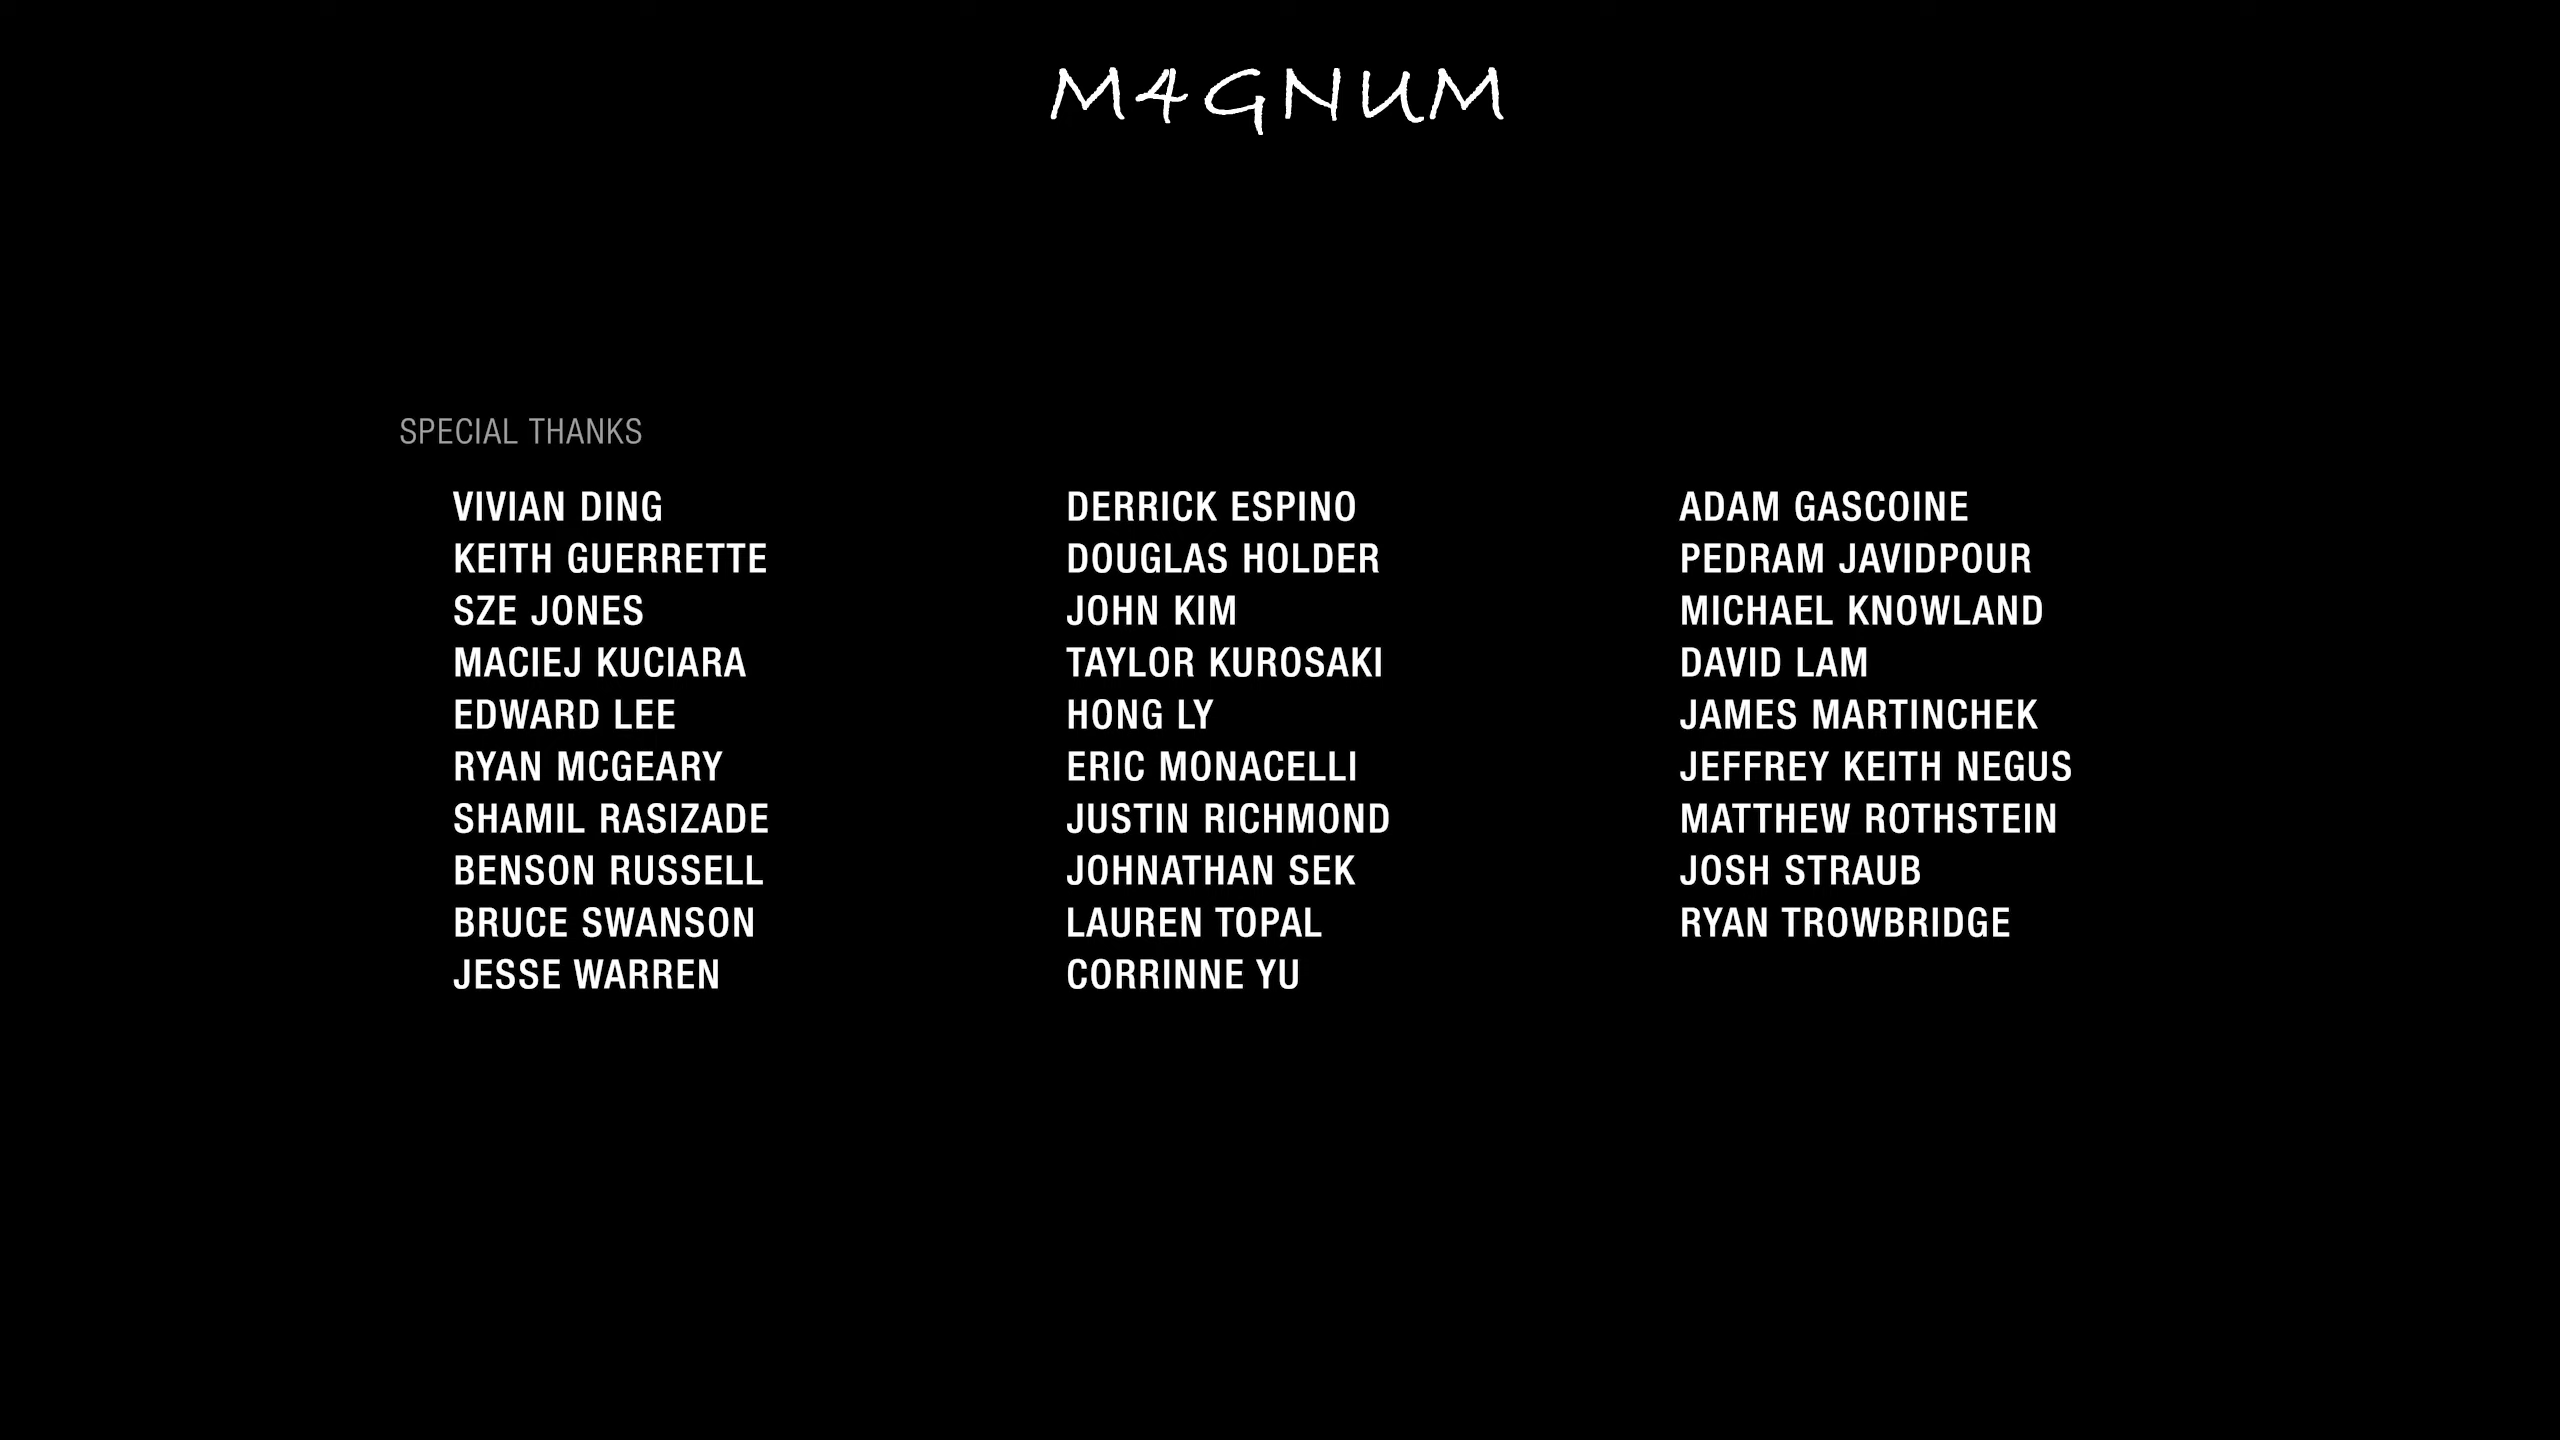 M4GNUM
SPECIAL THANKS
VIVIAN DING
KEITH GUERRETTE
SZE JONES
MACIEJ KUCIARA
EDWARD LEE
RYAN MCGEARY
SHAMIL RASIZADE
BENSON RUSSELL
BRUCE SWANSON
JESSE WARREN
DERRICK ESPINO
DOUGLAS HOLDER
JOHN KIM
TAYLOR KUROSAKI
HONG LY
ERIC MONACELLI
JUSTIN RICHMOND
JOHNATHAN SEK
LAUREN TOPAL
CORRINNE YU
ADAM GASCOINE
PEDRAM JAVIDPOUR
MICHAEL KNOWLAND
DAVID LAM
JAMES MARTINCHEK
JEFFREY KEITH NEGUS
MATTHEW ROTHSTEIN
JOSH STRAUB
RYAN TROWBRIDGE